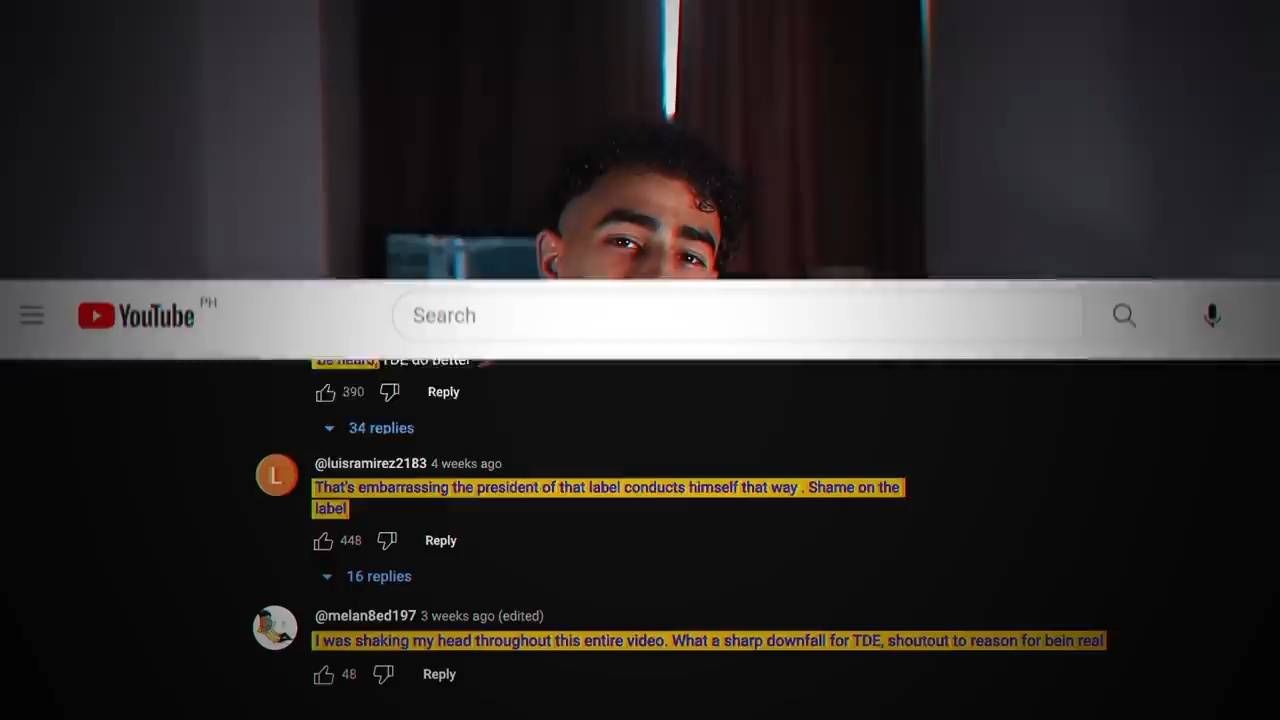 YouTube PH
Search
be hears, TDE do better
390
Reply
34 replies
L
@luisramirez2183 4 weeks ago
That's embarrassing the president of that label conducts himself that way . Shame on the
label
448
Reply
16 replies
@melan8ed197 3 weeks ago (edited)
I was shaking my head throughout this entire video. What a sharp downfall for TDE, shoutout to reason for bein real
48
Reply